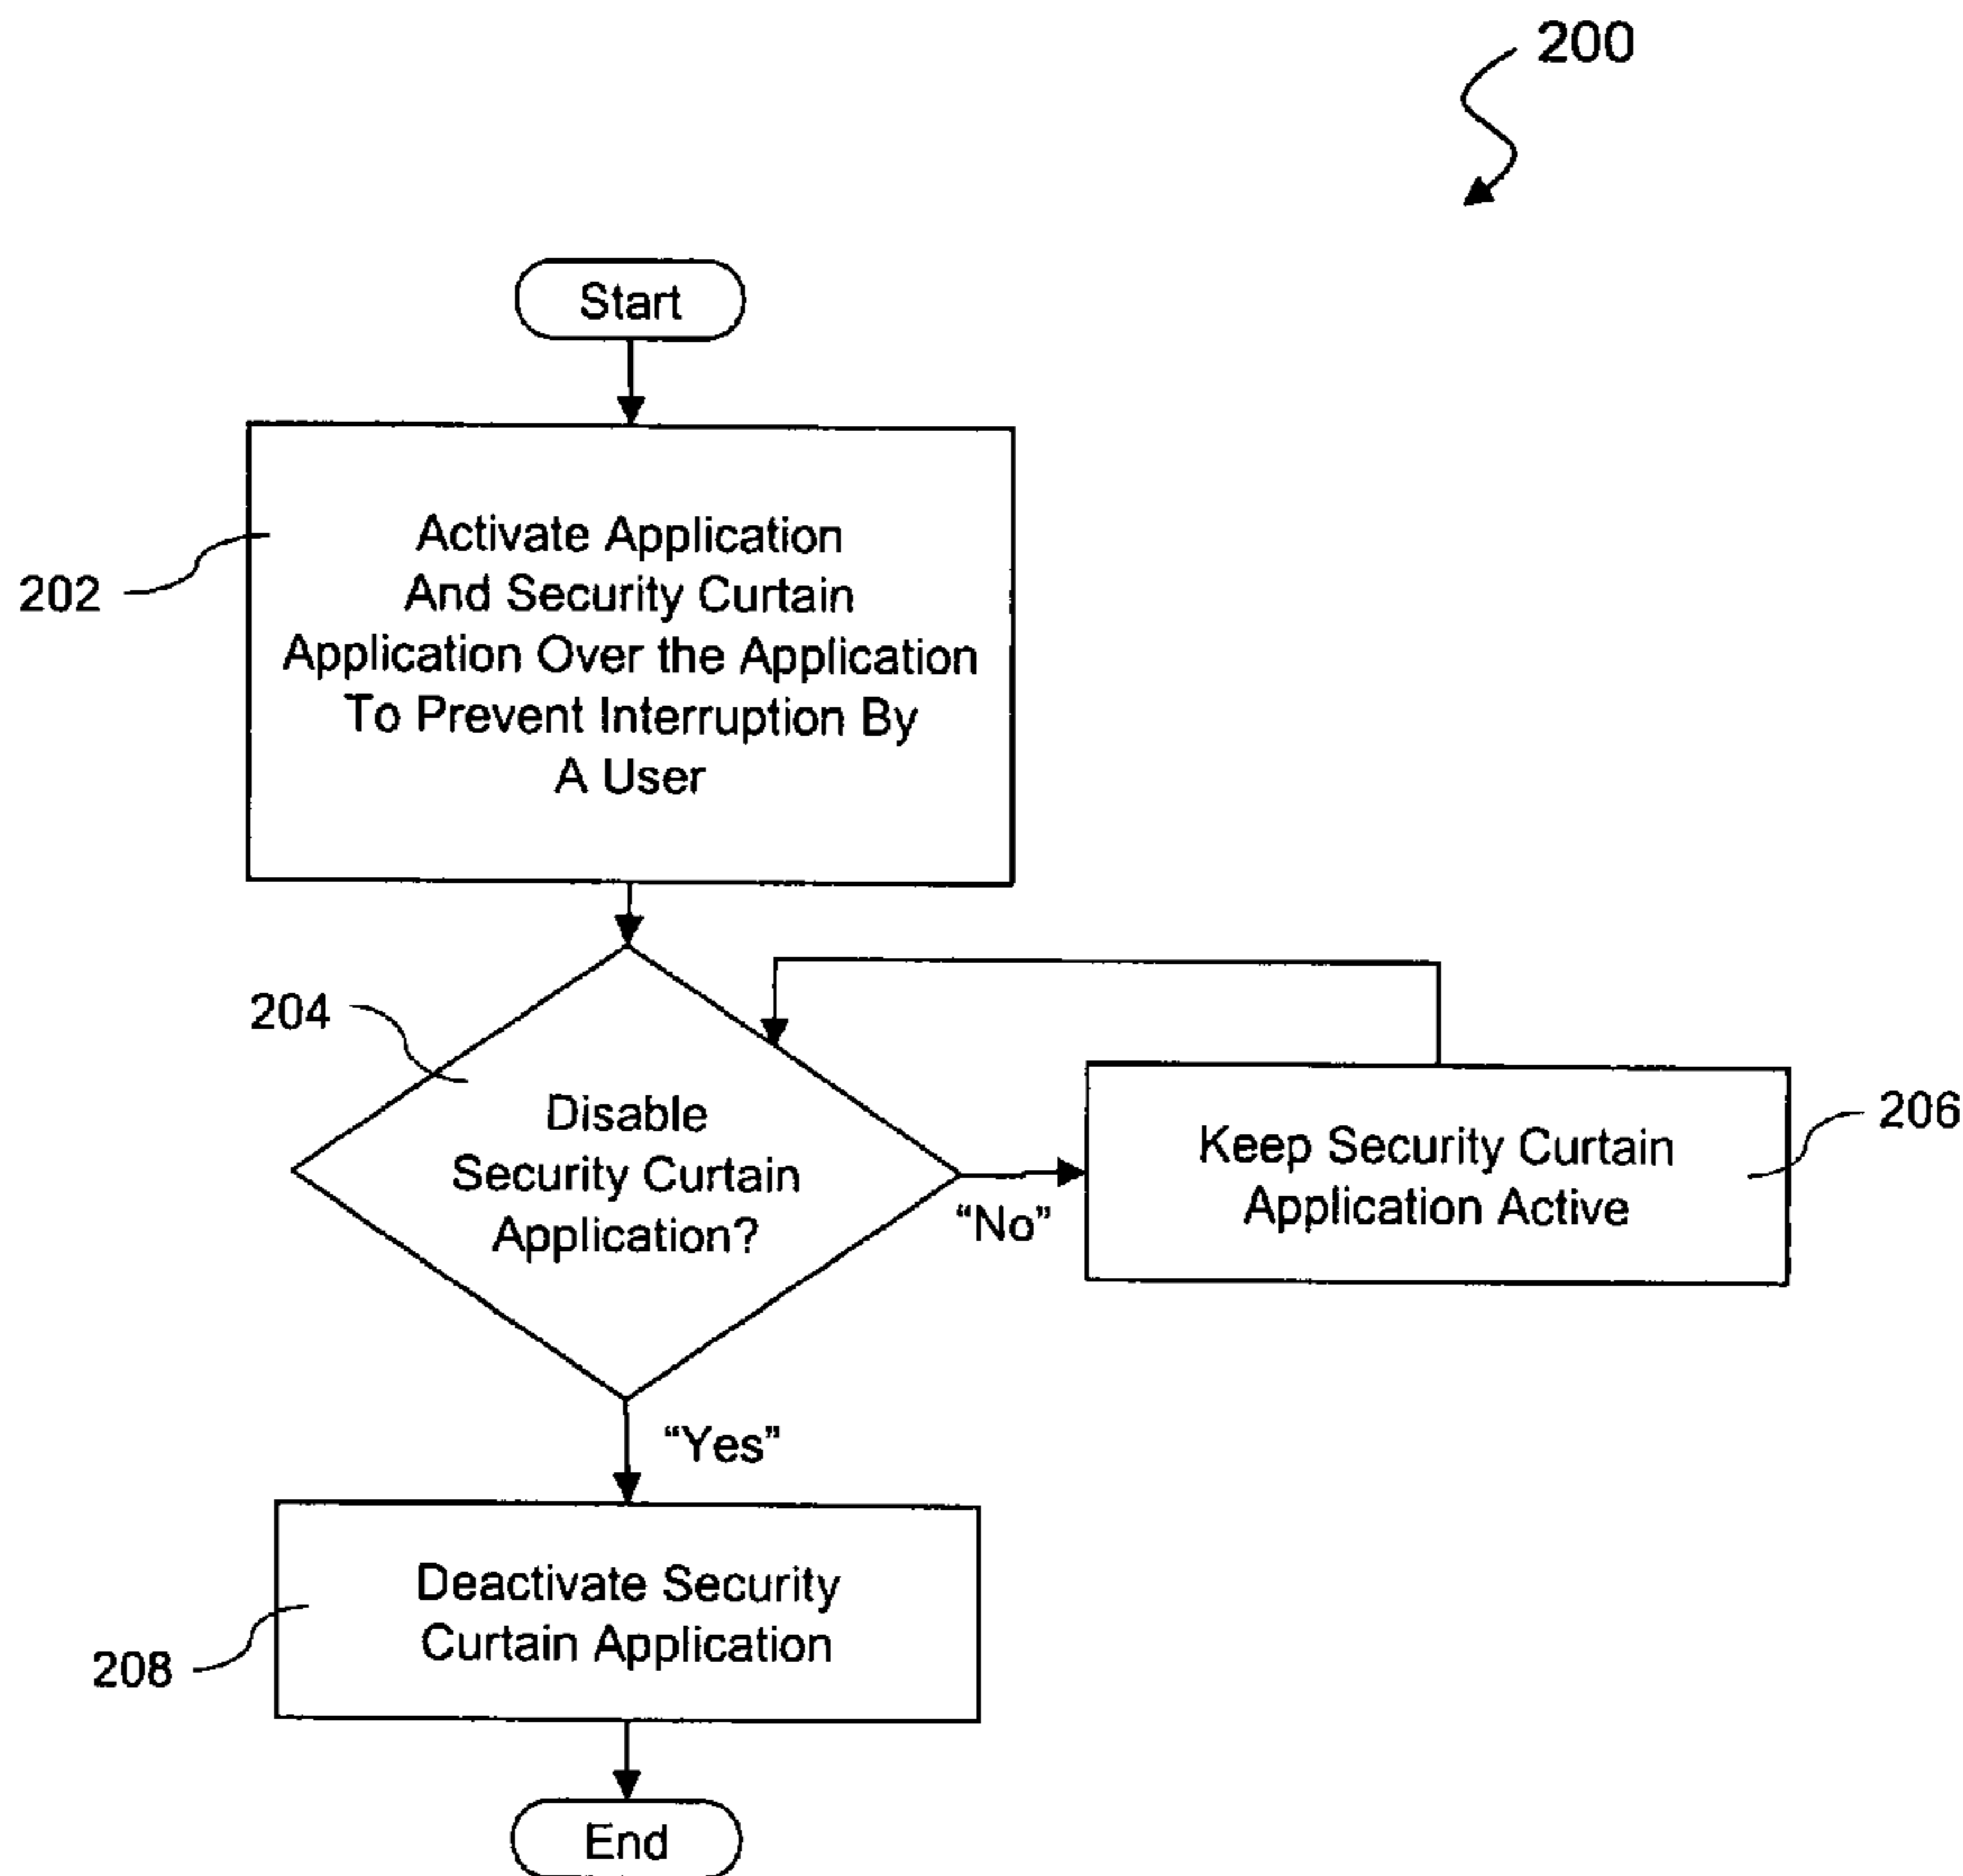 200
Start
202
Activate Application
And Security Curtain
Application Over the Application
To Prevent Interruption By
A User
204
Disable
Security Curtain
Application?
"No"
Keep Security Curtain
Application Active
206
"Yes"
208
Deactivate Security
Curtain Application
End